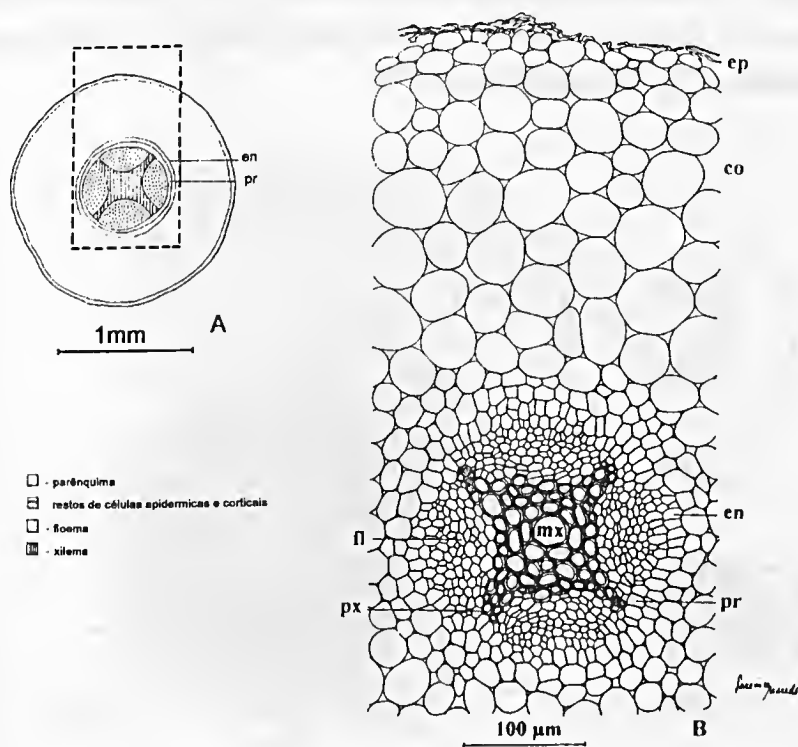 en
pr
1mm
A
- parênquima
restos de células epidermicas e corticais
- floema
- xilema
ep
co
en
fl
mx
px
pr
100 µm
B